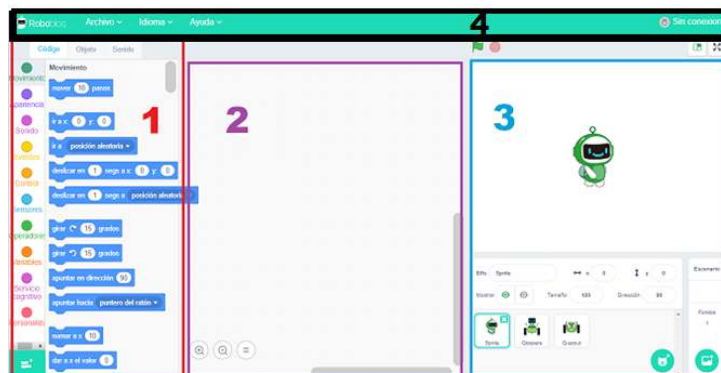 Robobloq Archivo Idioma Ayuda 4 Sin conexion
Código Objeto Sonido
Movimiento
Movimiento
mover 10 pasos
Apariencia
1
2
3
ir a x: 0 y: 0
Sonido
ir a posición aleatoria
Eventos
deslizar en 1 segs a x: 0 y: 0
Control
deslizar en 1 segs a posición aleatoria
Sensores
girar 15 grados
Operadores
girar 15 grados
Variables
apuntar en dirección 90
Servicio
cognitivo
apuntar hacia puntero del ratón
Personaliz
sumar a x 10
dar a x el valor 0
Sprite x 0 y 0
Mostrar Tamaño 100 Dirección 90
Escenario
Fondos
1
Sprite